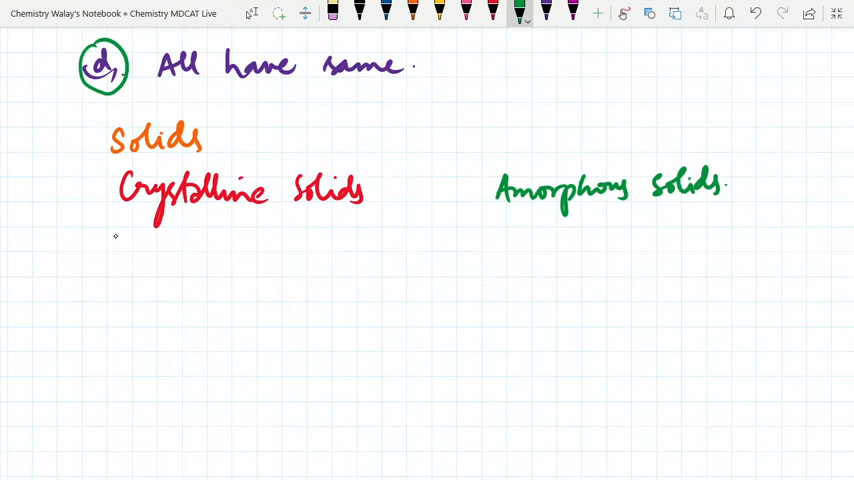 Chemistry Walay's Notebook » Chemistry MDCAT Live
d, All have same.
Solids
Crystalline Solids
Amorphous Solids.